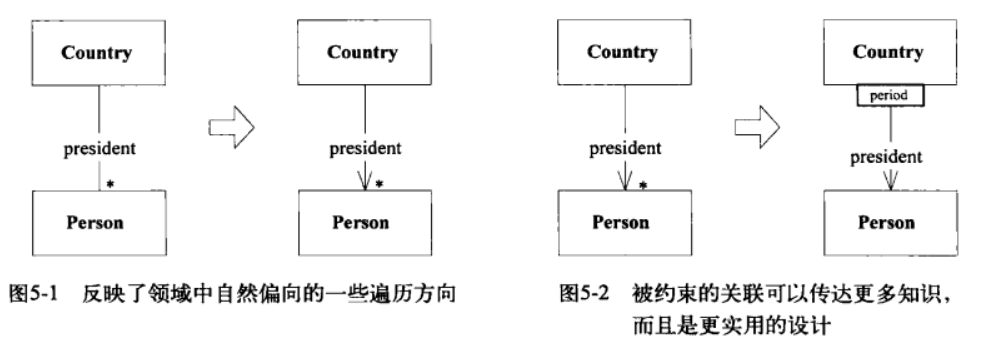 Country
president
*
Person
Country
president
*
Person
图5-1 反映了领域中自然偏向的一些遍历方向
Country
president
*
Person
Country
period
president
Person
图5-2 被约束的关联可以传达更多知识，
而且是更实用的设计